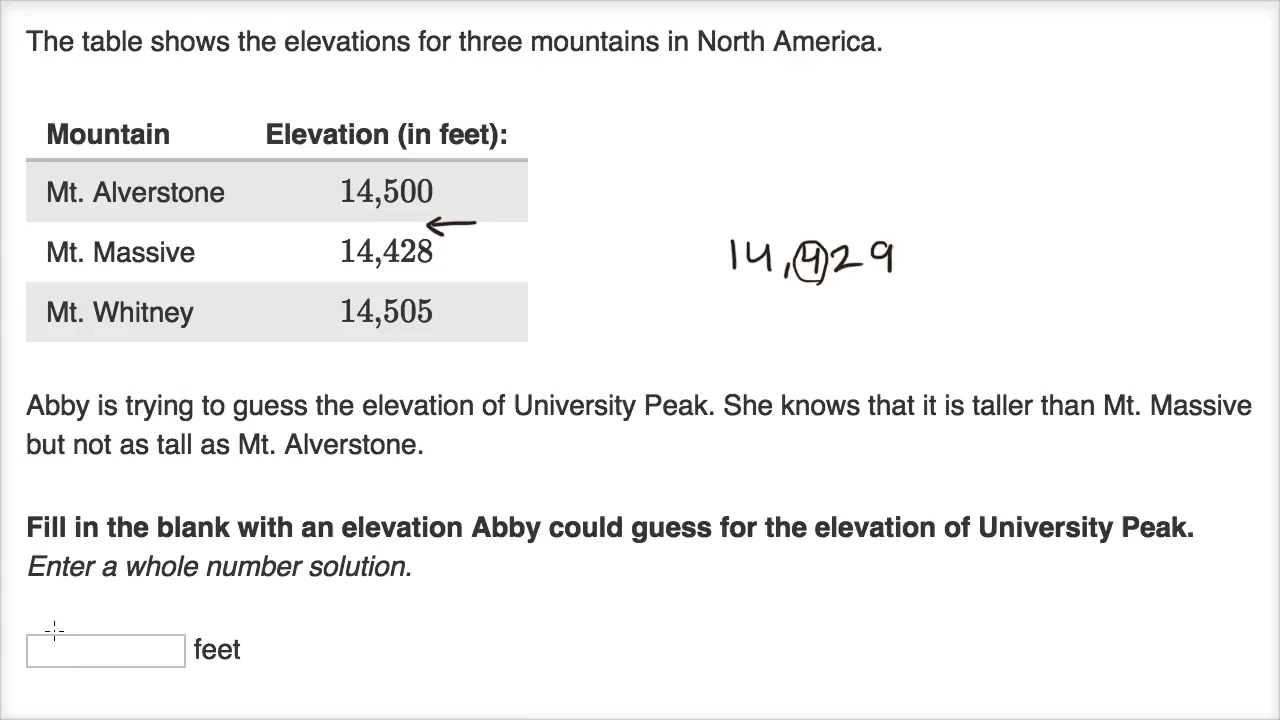 The table shows the elevations for three mountains in North America.
Mountain Elevation (in feet):
Mt. Alverstone 14,500
Mt. Massive 14,428
Mt. Whitney 14,505
14,429
Abby is trying to guess the elevation of University Peak. She knows that it is taller than Mt. Massive
but not as tall as Mt. Alverstone.
Fill in the blank with an elevation Abby could guess for the elevation of University Peak.
Enter a whole number solution.
feet